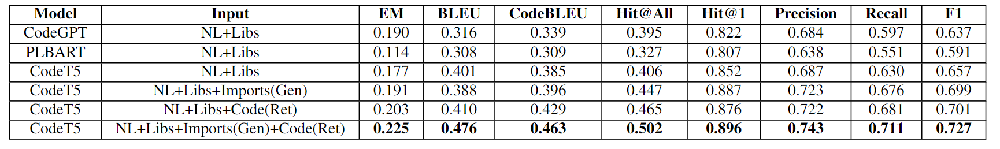 Model Input EM BLEU CodeBLEU Hit@All Hit@1 Precision Recall F1
CodeGPT NL+Libs 0.190 0.316 0.339 0.395 0.822 0.684 0.597 0.637
PLBART NL+Libs 0.114 0.308 0.309 0.327 0.807 0.638 0.551 0.591
CodeT5 NL+Libs 0.177 0.401 0.385 0.406 0.852 0.687 0.630 0.657
CodeT5 NL+Libs+Imports(Gen) 0.191 0.388 0.396 0.447 0.887 0.723 0.676 0.699
CodeT5 NL+Libs+Code(Ret) 0.203 0.410 0.429 0.465 0.876 0.722 0.681 0.701
CodeT5 NL+Libs+Imports(Gen)+Code(Ret) 0.225 0.476 0.463 0.502 0.896 0.743 0.711 0.727